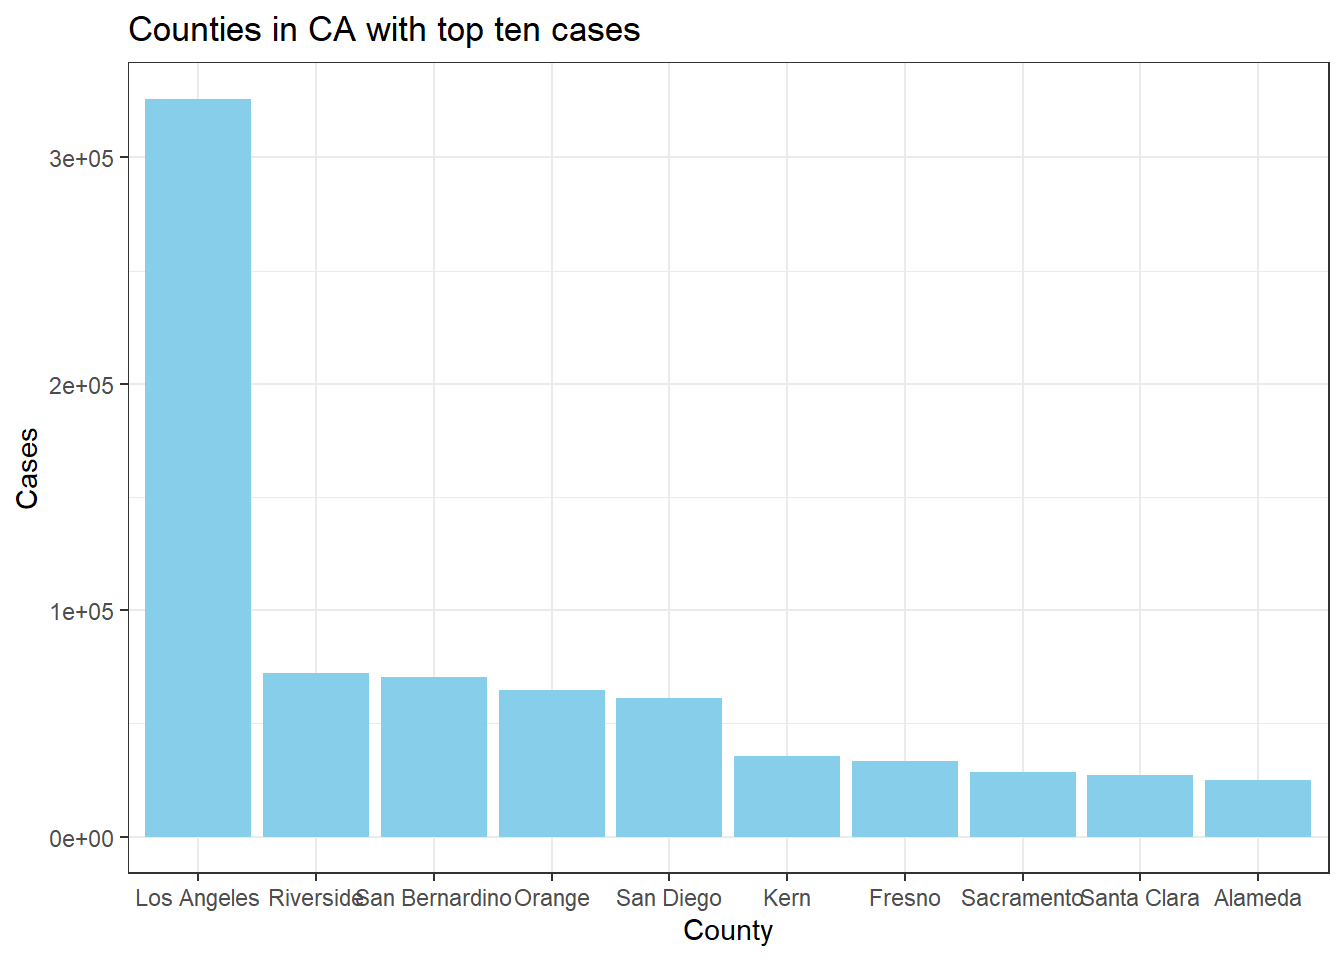 Counties in CA with top ten cases
3e+05
2e+05
1e+05
0e+00
Cases
Los Angeles Riverside San Bernardino Orange San Diego Kern Fresno Sacramento Santa Clara Alameda
County